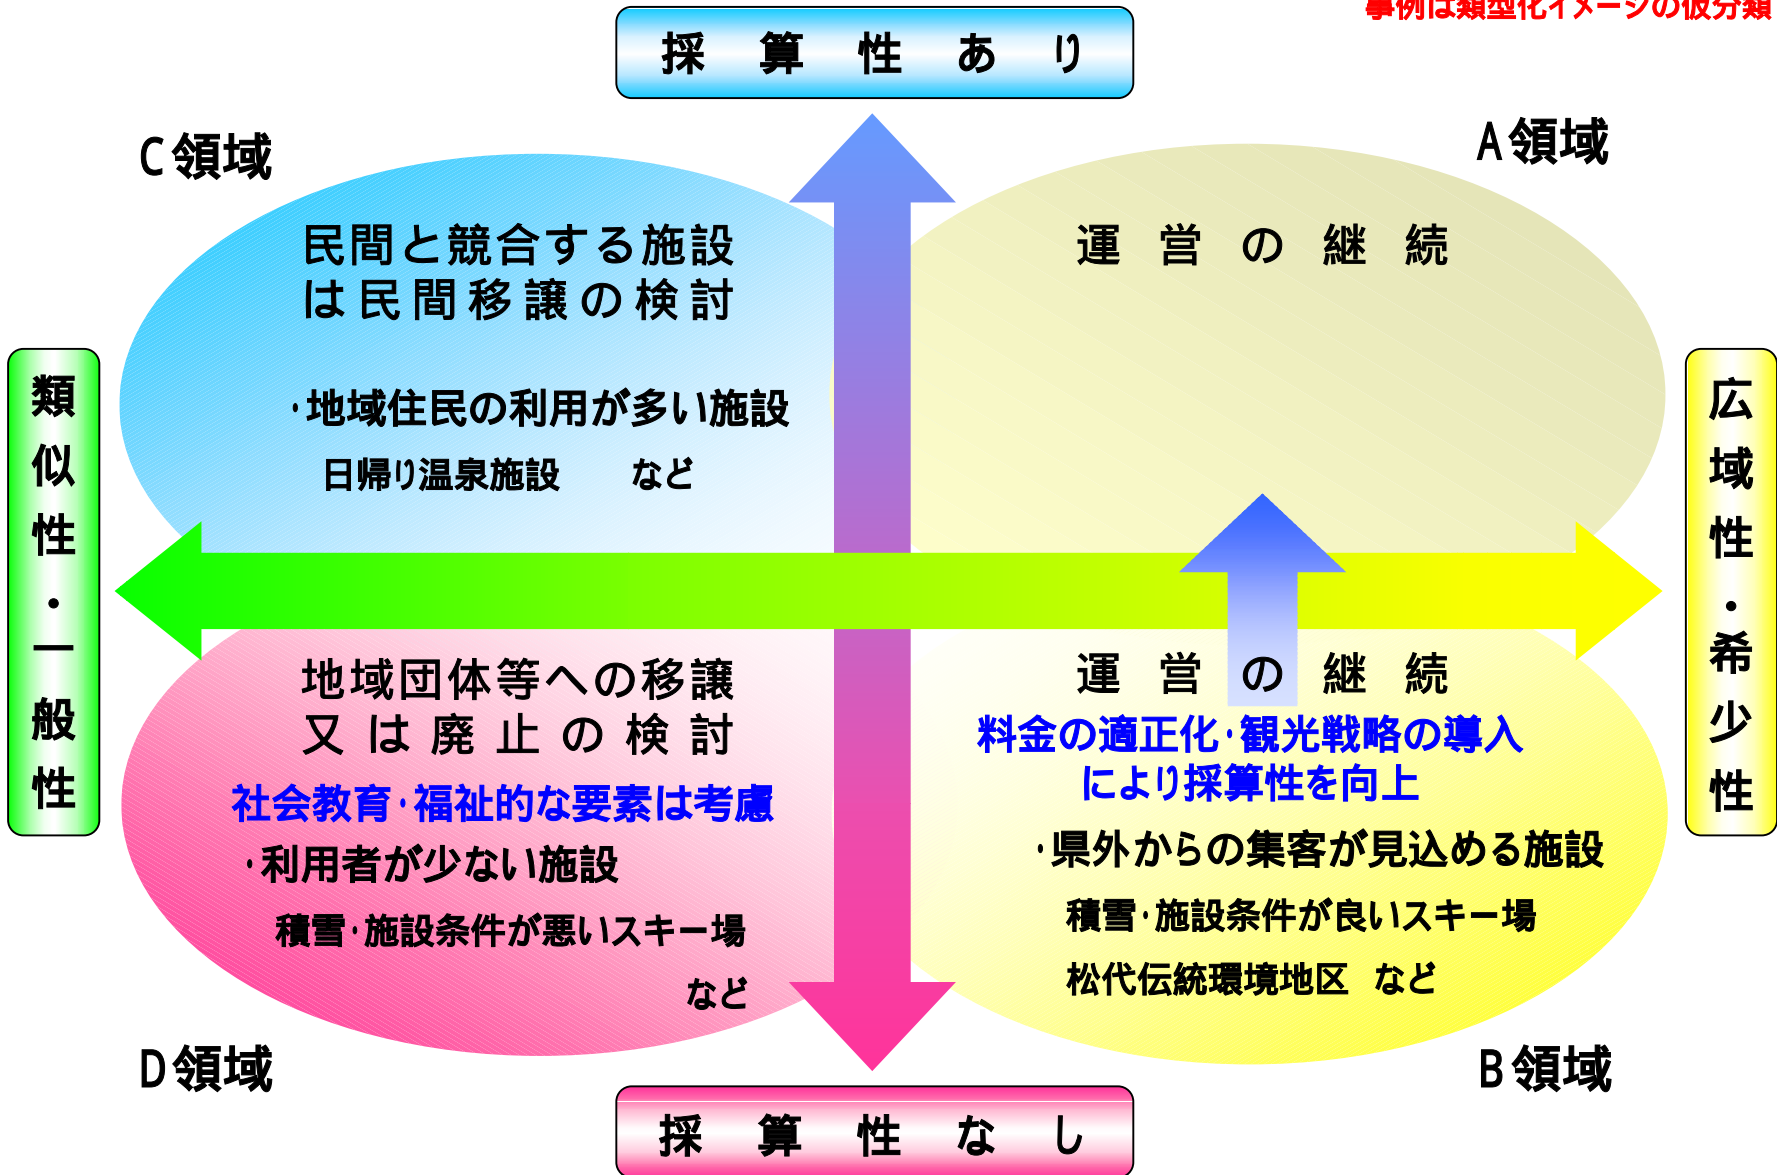 事例は類型化イメージの仮分類
採算性あり
C領域
A領域
民間と競合する施設
は民間移譲の検討
・地域住民の利用が多い施設
日帰り温泉施設 など
運営の継続
類似性・一般性
広域性・希少性
地域団体等への移譲
又は廃止の検討
社会教育・福祉的な要素は考慮
・利用者が少ない施設
積雪・施設条件が悪いスキー場
など
運営の継続
料金の適正化・観光戦略の導入
により採算性を向上
・県外からの集客が見込める施設
積雪・施設条件が良いスキー場
松代伝統環境地区 など
D領域
B領域
採算性なし